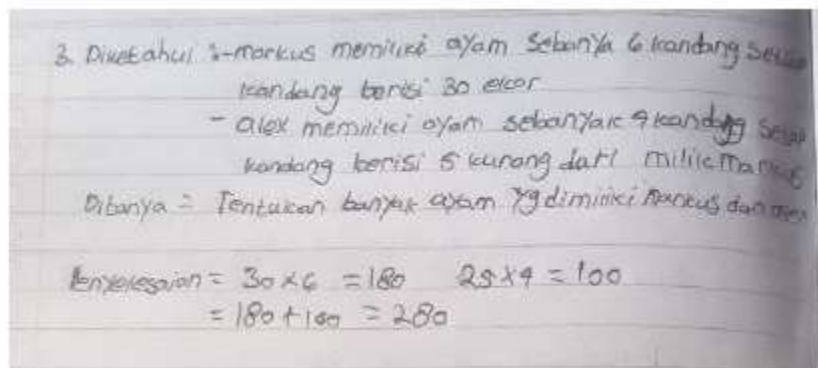 3. Diketahui :-markus memiliki ayam sebanya 6 kandang setiap
kandang berisi 30 ekor
- alex memiliki ayam sebanyak 4 kandang setiap
kandang berisi 5 kurang dari milik Markus
Ditanya = Tentukan banyak ayam yg dimiliki Markus dan alex
Penyelesaian = 30 x 6 = 180 25 x 4 = 100
= 180 + 100 = 280